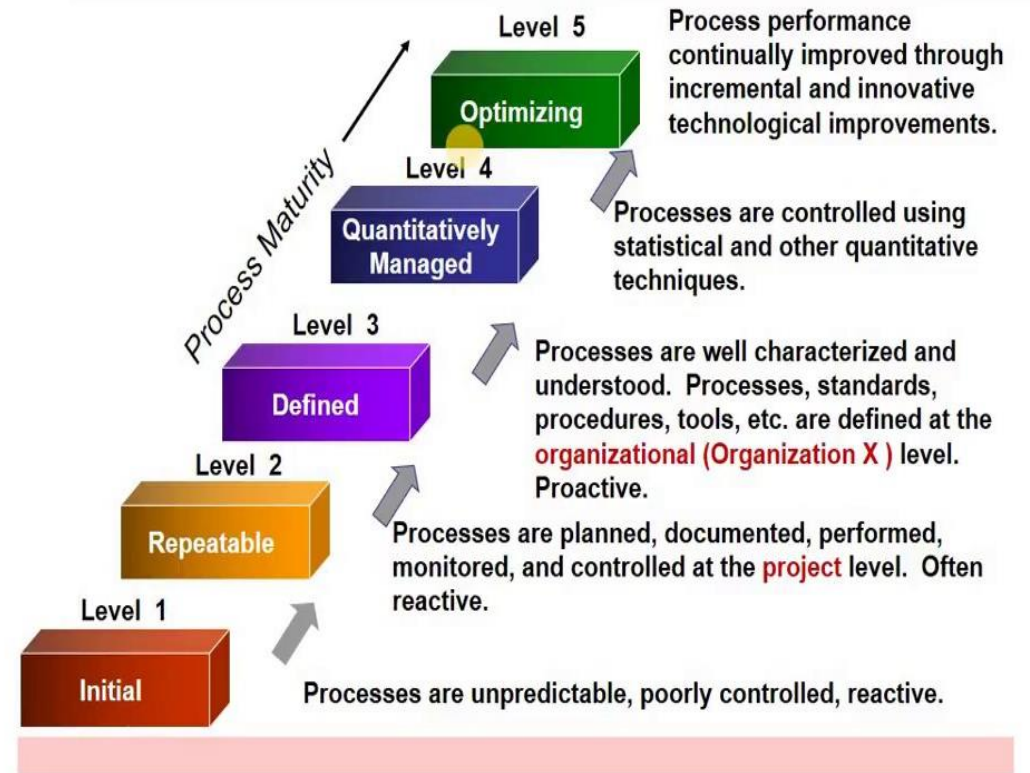 Level 5
Optimizing
Process performance
continually improved through
incremental and innovative
technological improvements.
Process Maturity
Level 4
Quantitatively
Managed
Processes are controlled using
statistical and other quantitative
techniques.
Level 3
Defined
Processes are well characterized and
understood. Processes, standards,
procedures, tools, etc. are defined at the
organizational (Organization X ) level.
Proactive.
Level 2
Repeatable
Processes are planned, documented, performed,
monitored, and controlled at the project level. Often
reactive.
Level 1
Initial
Processes are unpredictable, poorly controlled, reactive.